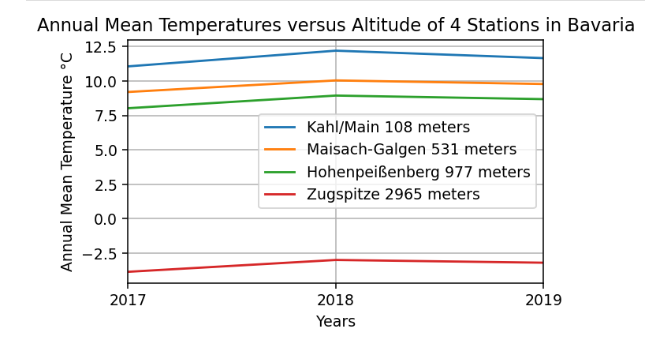 Annual Mean Temperatures versus Altitude of 4 Stations in Bavaria
12.5
10.0
7.5
5.0
2.5
0.0
−2.5
Annual Mean Temperature °C
Kahl/Main 108 meters
Maisach-Galgen 531 meters
Hohenpeißenberg 977 meters
Zugspitze 2965 meters
2017 2018 2019
Years